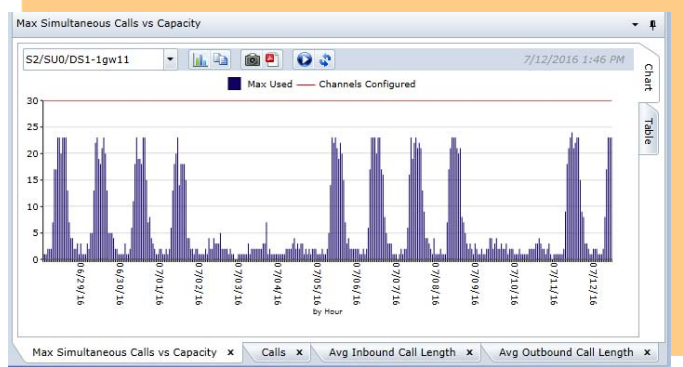 Max Simultaneous Calls vs Capacity
S2/SU0/DS1-1gw11
7/12/2016 1:46 PM
Chart
Table
Max Used
Channels Configured
30
25
20
15
10
5
0
06/29/16
06/30/16
07/01/16
07/02/16
07/03/16
07/04/16
07/05/16
07/06/16
07/07/16
07/08/16
07/09/16
07/10/16
07/11/16
07/12/16
by Hour
Max Simultaneous Calls vs Capacity x
Calls x
Avg Inbound Call Length x
Avg Outbound Call Length x